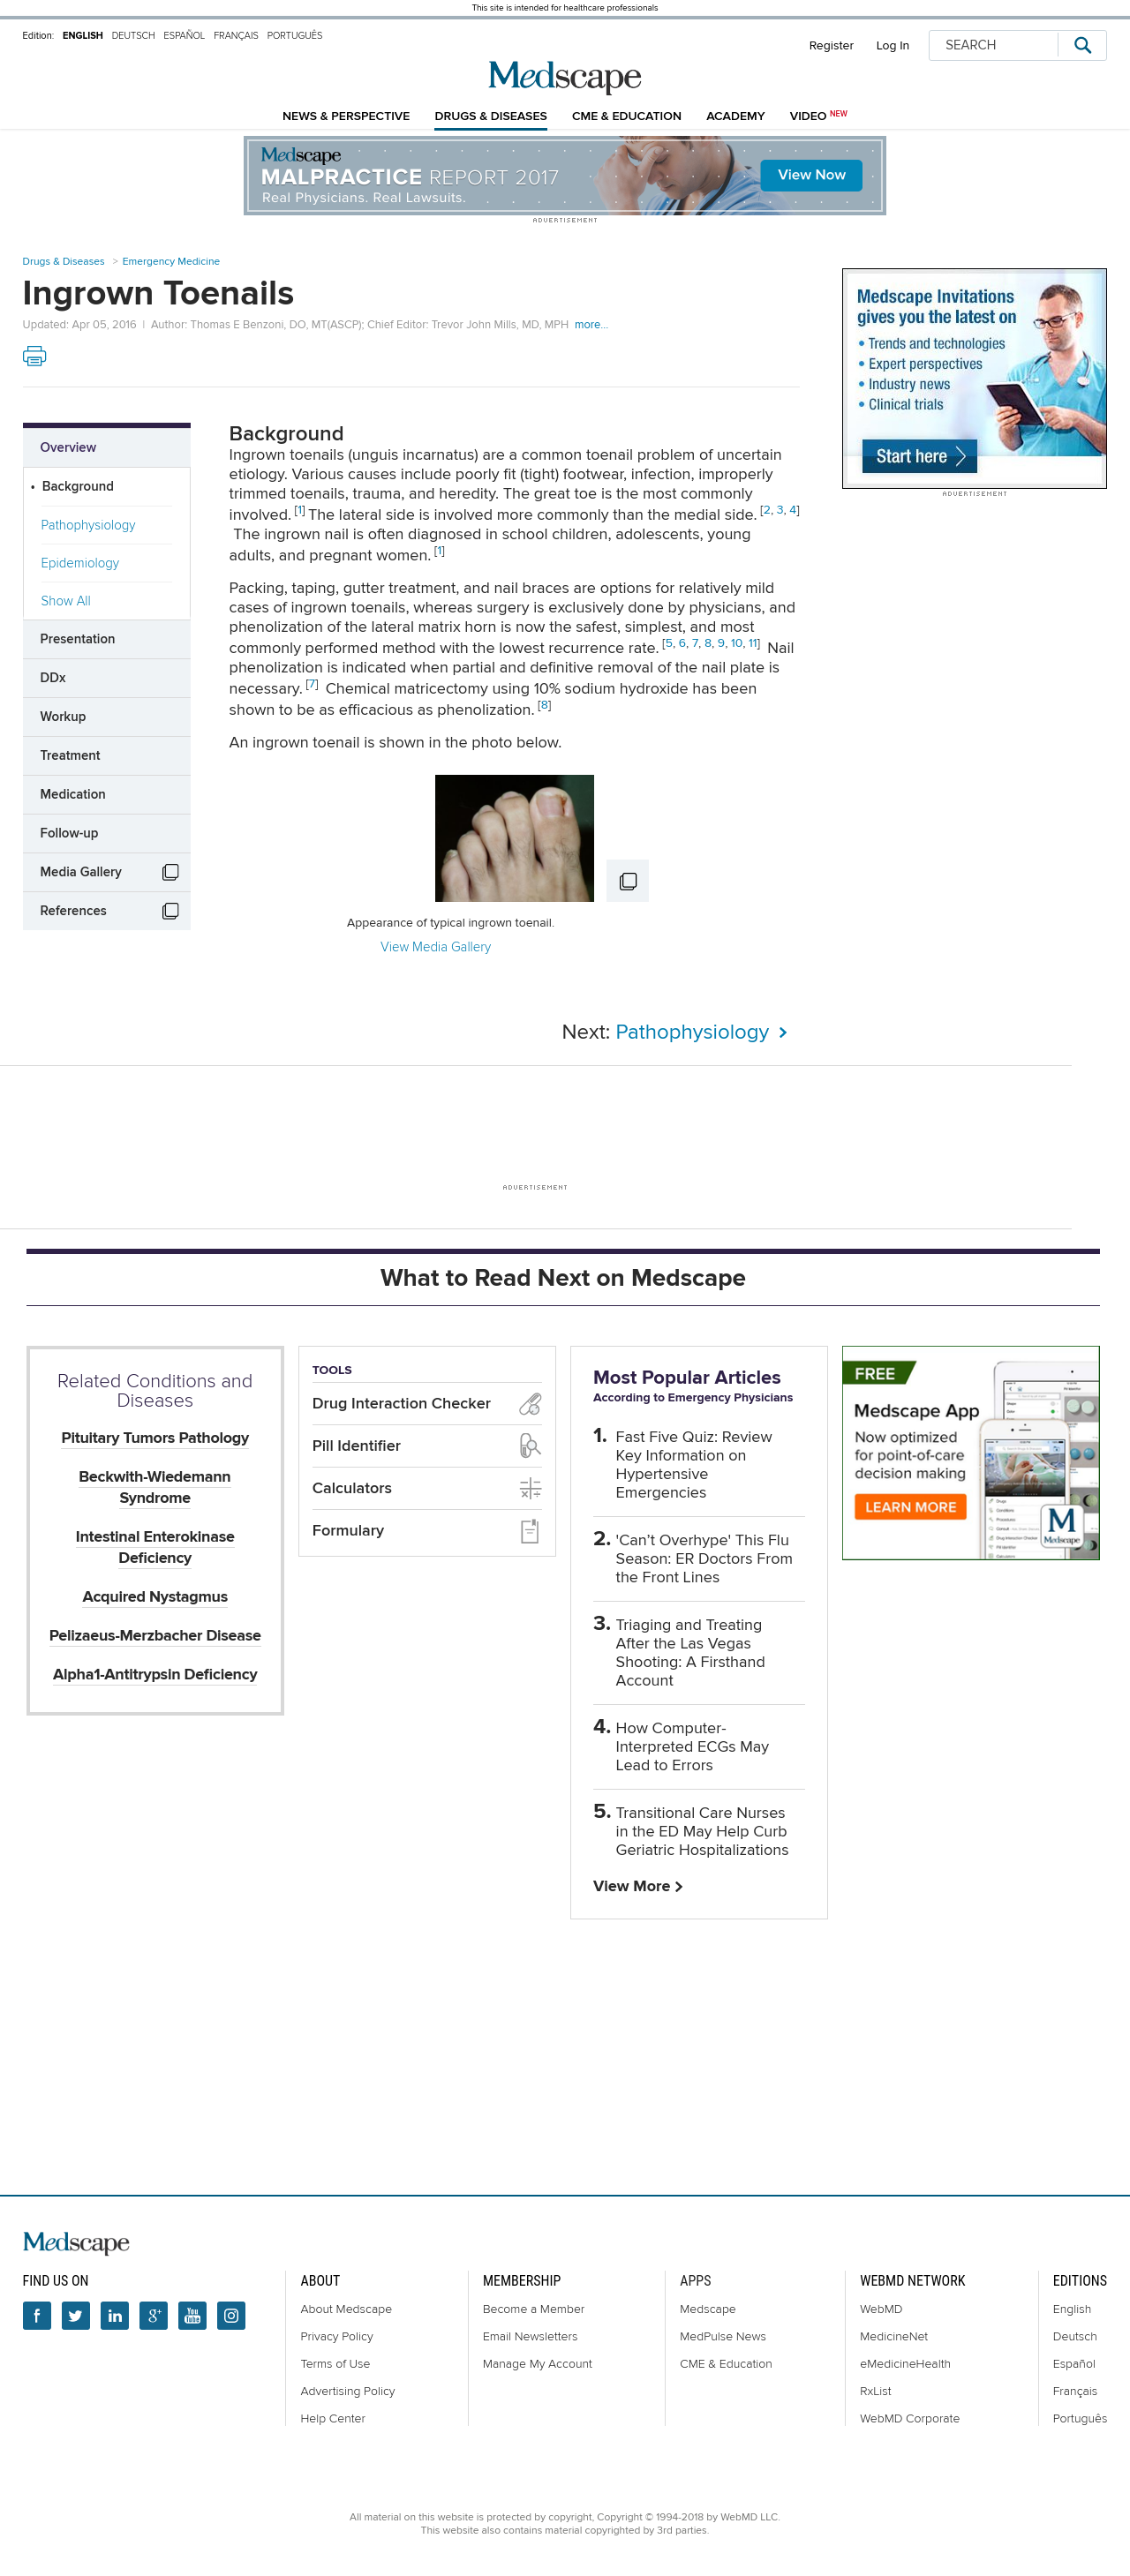 This site is intended for healthcare professionals
Edition: ENGLISH DEUTSCH ESPAÑOL FRANÇAIS PORTUGUÊS
Register Log In SEARCH
Medscape
NEWS & PERSPECTIVE DRUGS & DISEASES CME & EDUCATION ACADEMY VIDEO NEW
Medscape
MALPRACTICE REPORT 2017
Real Physicians. Real Lawsuits.
View Now
ADVERTISEMENT
Drugs & Diseases > Emergency Medicine
Ingrown Toenails
Updated: Apr 05, 2016 | Author: Thomas E Benzoni, DO, MT(ASCP); Chief Editor: Trevor John Mills, MD, MPH more...
Medscape Invitations
gives you the latest on
• Trends and technologies
• Expert perspectives
• Industry news
• Clinical trials
Start here
ADVERTISEMENT
Overview
• Background
Pathophysiology
Epidemiology
Show All
Presentation
DDx
Workup
Treatment
Medication
Follow-up
Media Gallery
References
Background
Ingrown toenails (unguis incarnatus) are a common toenail problem of uncertain
etiology. Various causes include poorly fit (tight) footwear, infection, improperly
trimmed toenails, trauma, and heredity. The great toe is the most commonly
involved. [1] The lateral side is involved more commonly than the medial side. [2, 3, 4]
The ingrown nail is often diagnosed in school children, adolescents, young
adults, and pregnant women. [1]
Packing, taping, gutter treatment, and nail braces are options for relatively mild
cases of ingrown toenails, whereas surgery is exclusively done by physicians, and
phenolization of the lateral matrix horn is now the safest, simplest, and most
commonly performed method with the lowest recurrence rate. [5, 6, 7, 8, 9, 10, 11] Nail
phenolization is indicated when partial and definitive removal of the nail plate is
necessary. [7] Chemical matricectomy using 10% sodium hydroxide has been
shown to be as efficacious as phenolization. [8]
An ingrown toenail is shown in the photo below.
Appearance of typical ingrown toenail.
View Media Gallery
Next: Pathophysiology
ADVERTISEMENT
What to Read Next on Medscape
Related Conditions and
Diseases
Pituitary Tumors Pathology
Beckwith-Wiedemann
Syndrome
Intestinal Enterokinase
Deficiency
Acquired Nystagmus
Pelizaeus-Merzbacher Disease
Alpha1-Antitrypsin Deficiency
TOOLS
Drug Interaction Checker
Pill Identifier
Calculators
Formulary
Most Popular Articles
According to Emergency Physicians
1. Fast Five Quiz: Review
Key Information on
Hypertensive
Emergencies
2. 'Can't Overhype' This Flu
Season: ER Doctors From
the Front Lines
3. Triaging and Treating
After the Las Vegas
Shooting: A Firsthand
Account
4. How Computer-
Interpreted ECGs May
Lead to Errors
5. Transitional Care Nurses
in the ED May Help Curb
Geriatric Hospitalizations
View More
FREE
Medscape App
Now optimized
for point-of-care
decision making
LEARN MORE
M
Medscape
Medscape
FIND US ON
ABOUT
About Medscape
Privacy Policy
Terms of Use
Advertising Policy
Help Center
MEMBERSHIP
Become a Member
Email Newsletters
Manage My Account
APPS
Medscape
MedPulse News
CME & Education
WEBMD NETWORK
WebMD
MedicineNet
eMedicineHealth
RxList
WebMD Corporate
EDITIONS
English
Deutsch
Español
Français
Português
All material on this website is protected by copyright, Copyright © 1994-2018 by WebMD LLC.
This website also contains material copyrighted by 3rd parties.